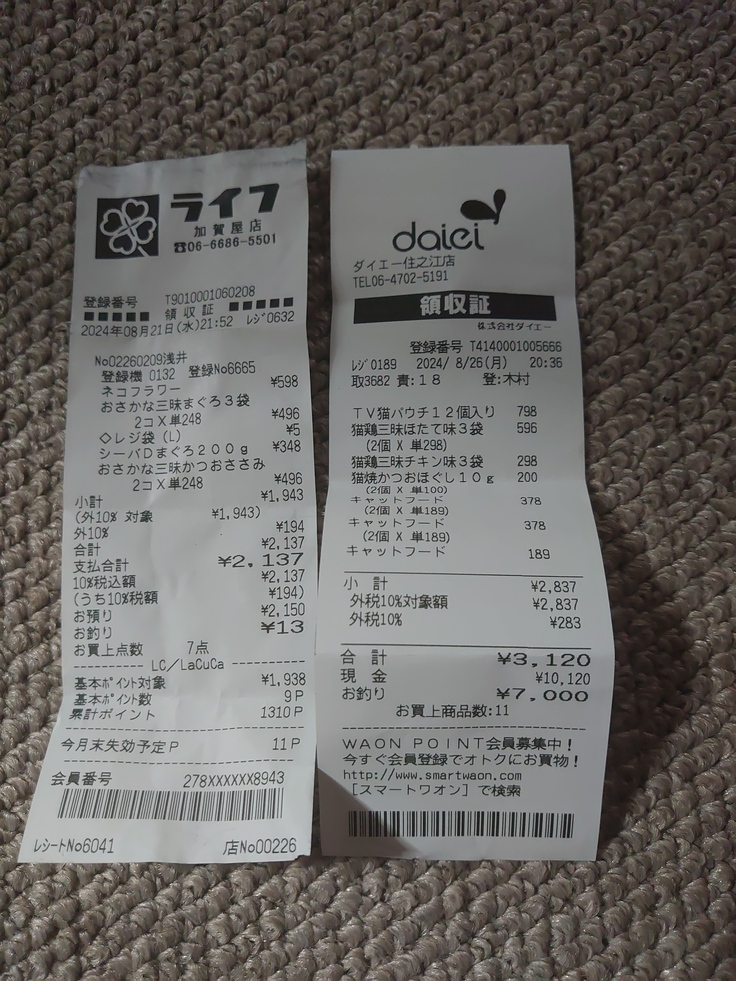 ライフ
加賀屋店
☎06-6686-5501
登録番号 T9010001060208
■■■■■ 領収証 ■■■■■
2024年08月21日(水)21:52 レジ0632
No02260209浅井
登録機 0132 登録No6665
ネコフラワー ¥598
おさかな三昧まぐろ3袋
2コX単248 ¥496
◇レジ袋(L) ¥5
シーバDまぐろ200g ¥348
おさかな三昧かつおささみ
2コX単248 ¥496
小計 ¥1,943
(外10% 対象 ¥1,943)
外10% ¥194
合計 ¥2,137
支払合計 ¥2,137
10%税込額 ¥2,137
(うち10%税額 ¥194)
お預り ¥2,150
お釣り ¥13
お買上点数 7点
---------- LC/LaCuCa ----------
基本ポイント対象 ¥1,938
基本ポイント数 9P
累計ポイント 1310P
今月末失効予定P 11P
会員番号 278XXXXXX8943
レシートNo6041 店No00226
daiei
ダイエー住之江店
TEL06-4702-5191
領収証
株式会社ダイエー
登録番号 T4140001005666
レジ0189 2024/ 8/26(月) 20:36
取3682 責:18 登:木村
TV猫パウチ12個入り 798
猫鶏三昧ほたて味3袋 596
(2個 X 単298)
猫鶏三昧チキン味3袋 298
猫焼かつおほぐし10g 200
(2個 X 単100)
キャットフード 378
(2個 X 単189)
キャットフード 378
(2個 X 単189)
キャットフード 189
小 計 ¥2,837
外税10%対象額 ¥2,837
外税10% ¥283
合 計 ¥3,120
現 金 ¥10,120
お釣り ¥7,000
お買上商品数:11
WAON POINT会員募集中!
今すぐ会員登録でオトクにお買物!
http://www.smartwaon.com
[スマートワオン]で検索